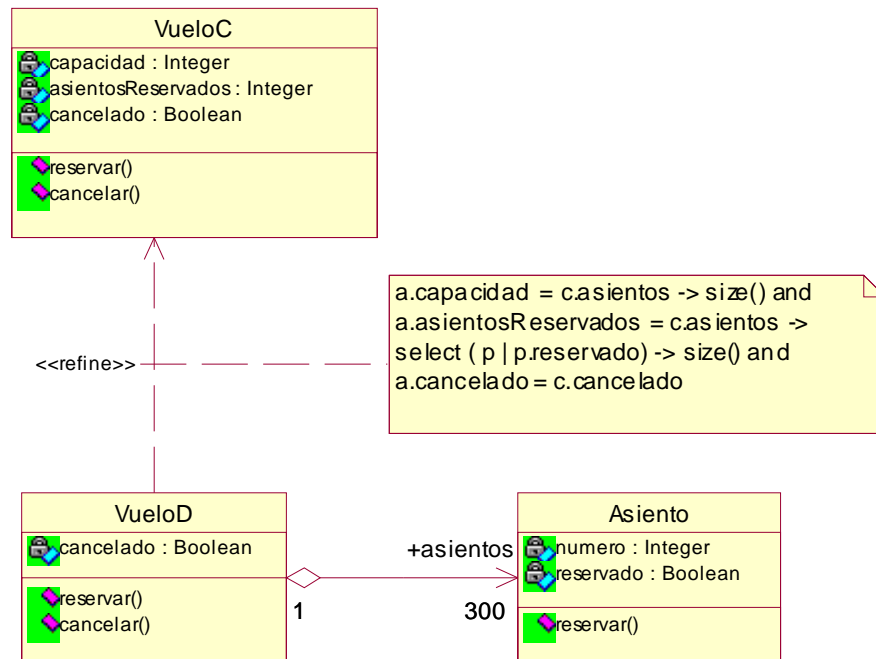 VueloC
capacidad : Integer
asientosReservados : Integer
cancelado : Boolean
reservar()
cancelar()
a.capacidad = c.asientos -> size() and
a.asientosReservados = c.asientos ->
select ( p | p.reservado) -> size() and
a.cancelado = c.cancelado
<<refine>>
VueloD
cancelado : Boolean
reservar()
cancelar()
1
+asientos
300
Asiento
numero : Integer
reservado : Boolean
reservar()